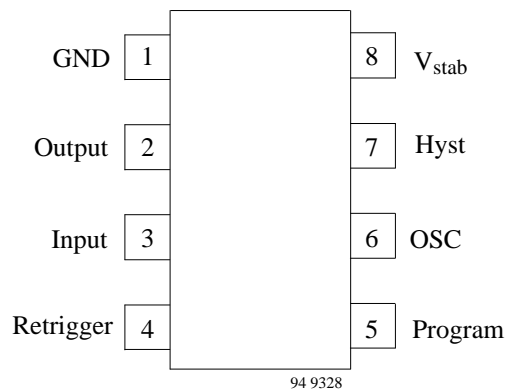 GND 1 8 Vstab
Output 2 7 Hyst
Input 3 6 OSC
Retrigger 4 5 Program
94 9328